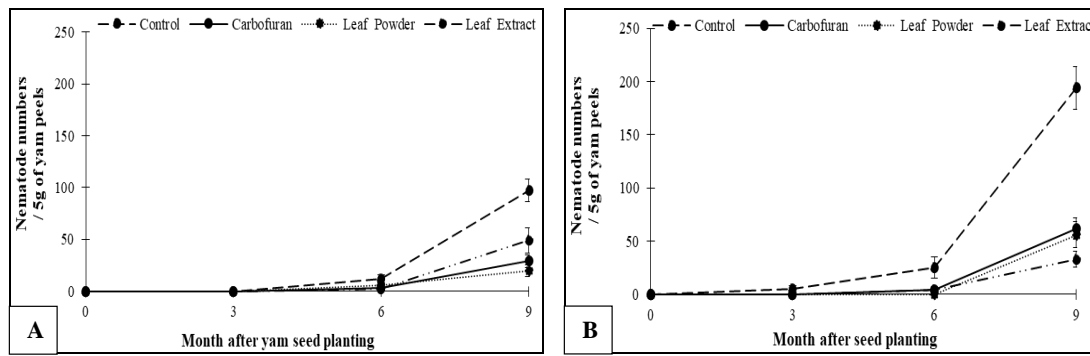 Control Carbofuran Leaf Powder Leaf Extract
250
200
150
100
50
0
Nematode numbers
/ 5g of yam peels
0 3 6 9
Month after yam seed planting
A
Control Carbofuran Leaf Powder Leaf Extract
250
200
150
100
50
0
Nematode numbers
/ 5g of yam peels
0 3 6 9
Month after seed planting
B